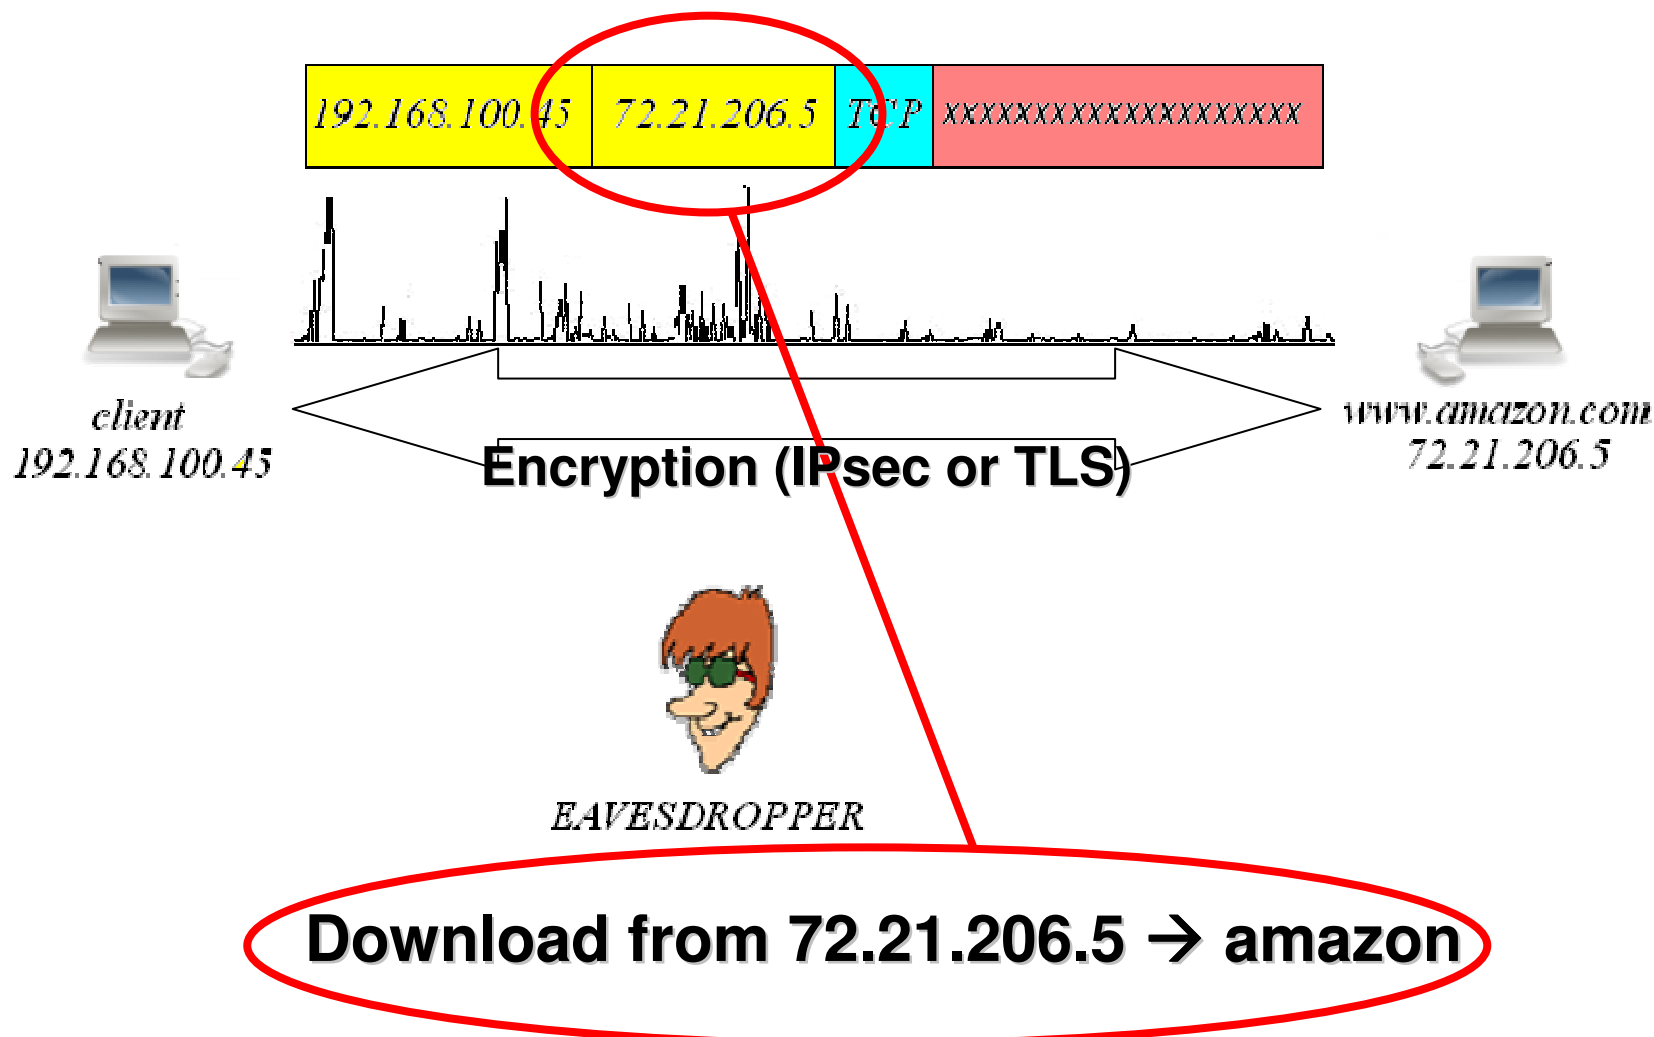 192.168.100.45 72.21.206.5 TCP xxxxxxxxxxxxxxxxxxxx
client
192.168.100.45
www.amazon.com
72.21.206.5
Encryption (IPsec or TLS)
EAVESDROPPER
Download from 72.21.206.5 → amazon